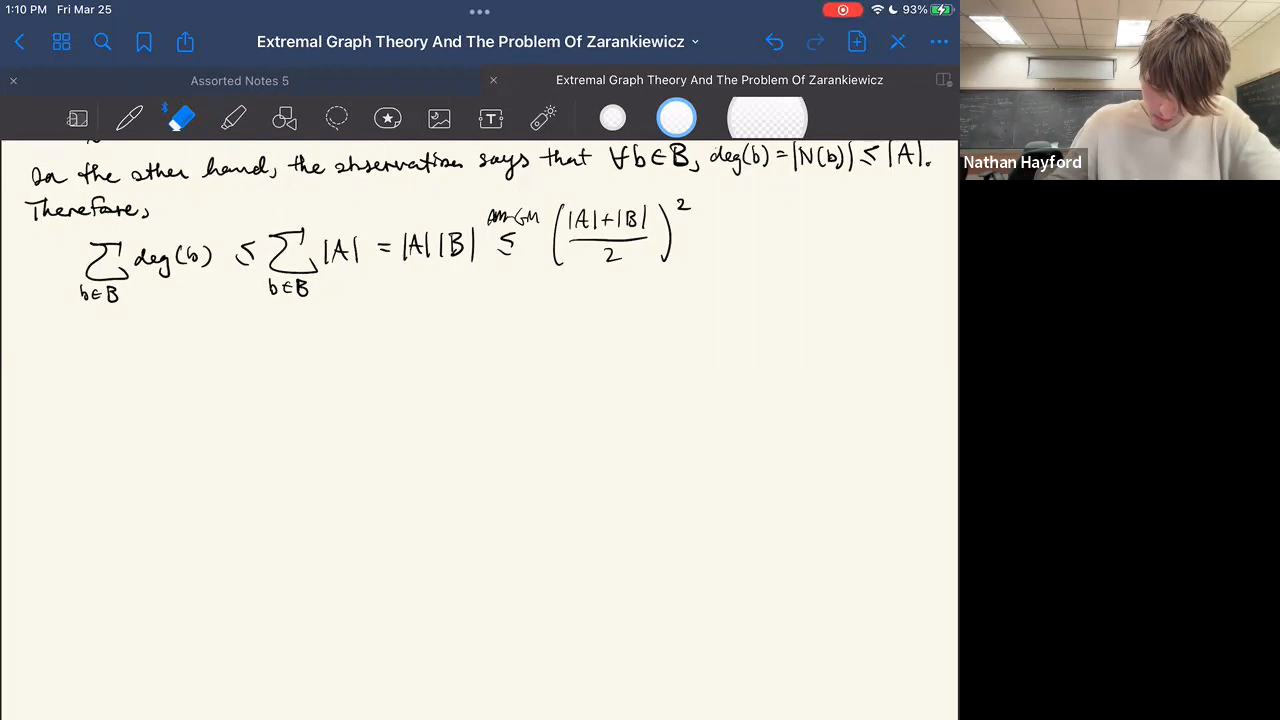 1:10 PM Fri Mar 25
93%
Extremal Graph Theory And The Problem Of Zarankiewicz
Assorted Notes 5
Extremal Graph Theory And The Problem Of Zarankiewicz
On the other hand, the observation says that ∀b∈B, deg(b) = |N(b)| ≤ |A|.
Therefore,
∑_{b∈B} deg(b) ≤ ∑_{b∈B} |A| = |A||B| ≤^{AM-GM} ((|A|+|B|)/2)^2
Nathan Hayford